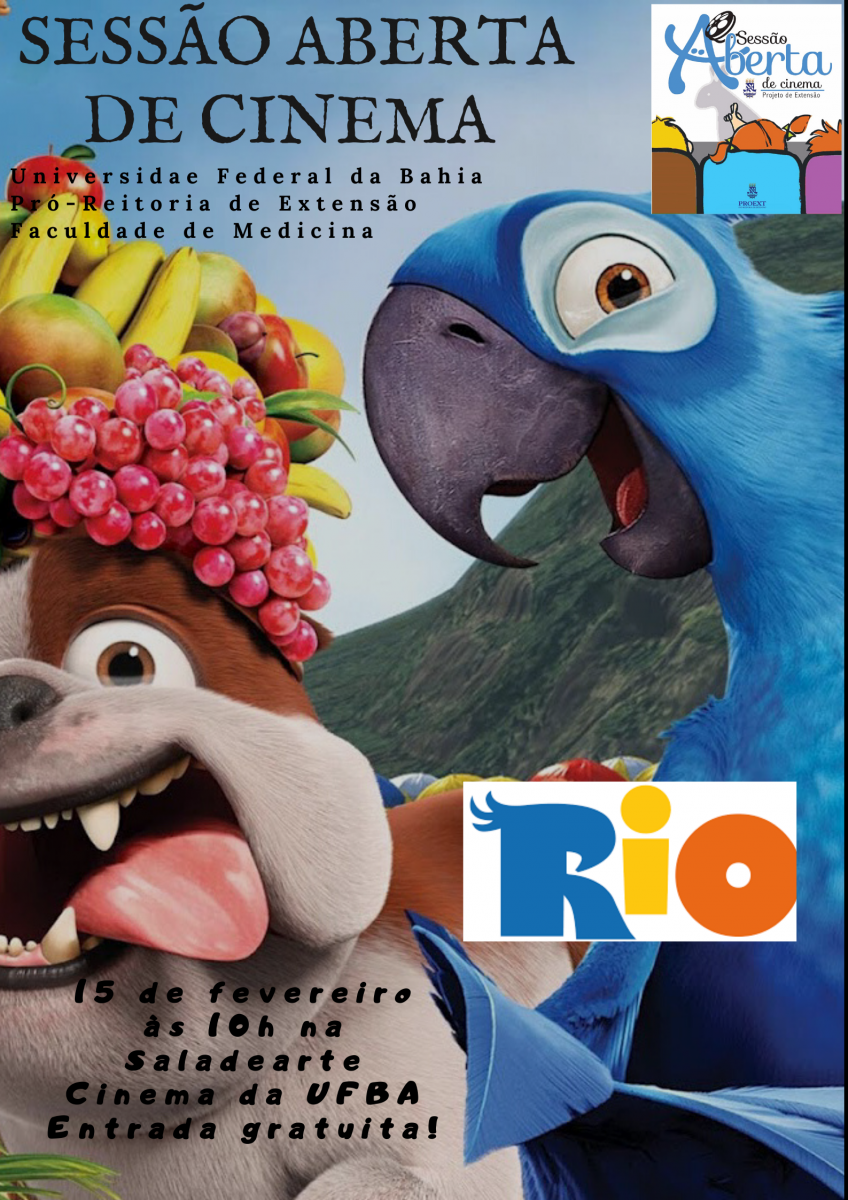 SESSÃO ABERTA
DE CINEMA
Universidae Federal da Bahia
Pró-Reitoria de Extensão
Faculdade de Medicina
Sessão
Aberta
de cinema
Projeto de Extensão
PROEXT
RIO
15 de fevereiro
às 10h na
Saladearte
Cinema da UFBA
Entrada gratuita!